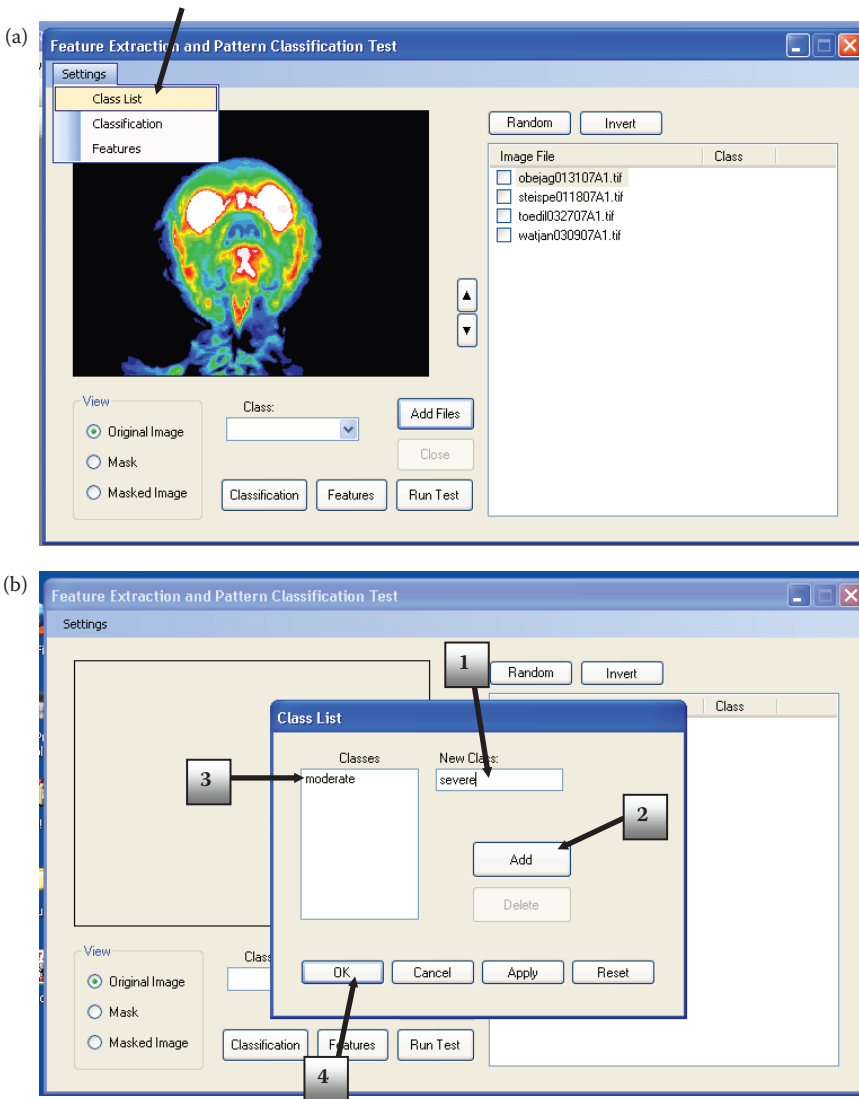 (a)
Feature Extraction and Pattern Classification Test
Settings
Class List
Classification
Features
Random Invert
Image File Class
obejag013107A1.tif
steispe011807A1.tif
toedil032707A1.tif
watjan030907A1.tif
▲
▼
View
Original Image
Mask
Masked Image
Class:
Add Files
Close
Classification Features Run Test
(b)
Feature Extraction and Pattern Classification Test
Settings
1
Random Invert
Class
Class List
Classes New Class:
3
moderate severe
2
Add
Delete
OK Cancel Apply Reset
View
Original Image
Mask
Masked Image
Class
Classification Features Run Test
4